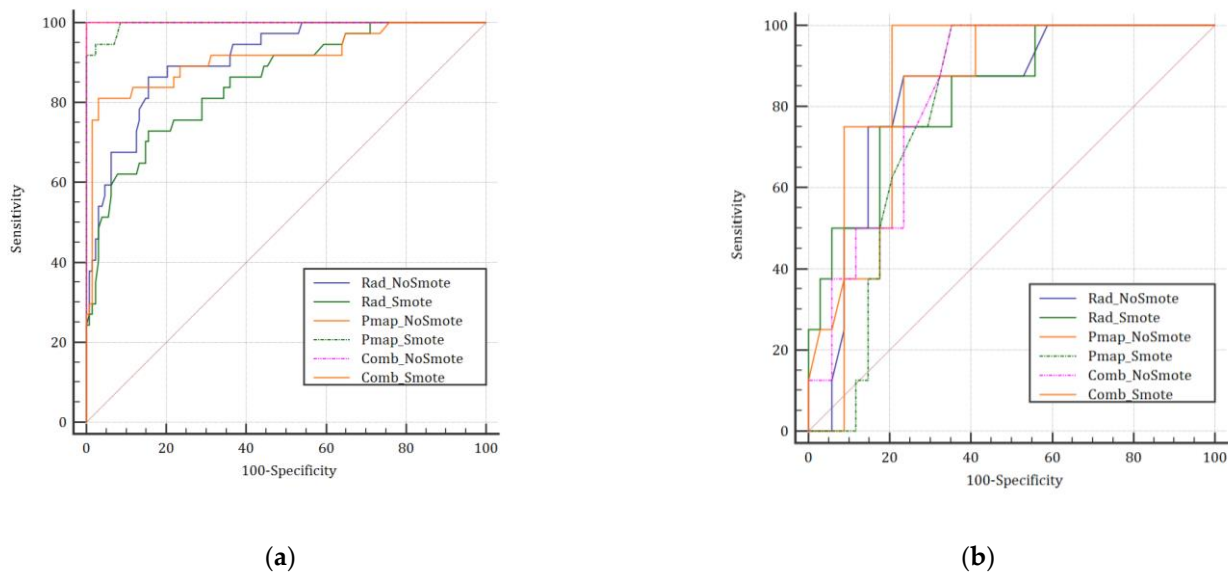 100
80
60
40
20
0
Sensitivity
Rad_NoSmote
Rad_Smote
Pmap_NoSmote
Pmap_Smote
Comb_NoSmote
Comb_Smote
0 20 40 60 80 100
100-Specificity
(a)
100
80
60
40
20
0
Sensitivity
Rad_NoSmote
Rad_Smote
Pmap_NoSmote
Pmap_Smote
Comb_NoSmote
Comb_Smote
0 20 40 60 80 100
100-Specificity
(b)